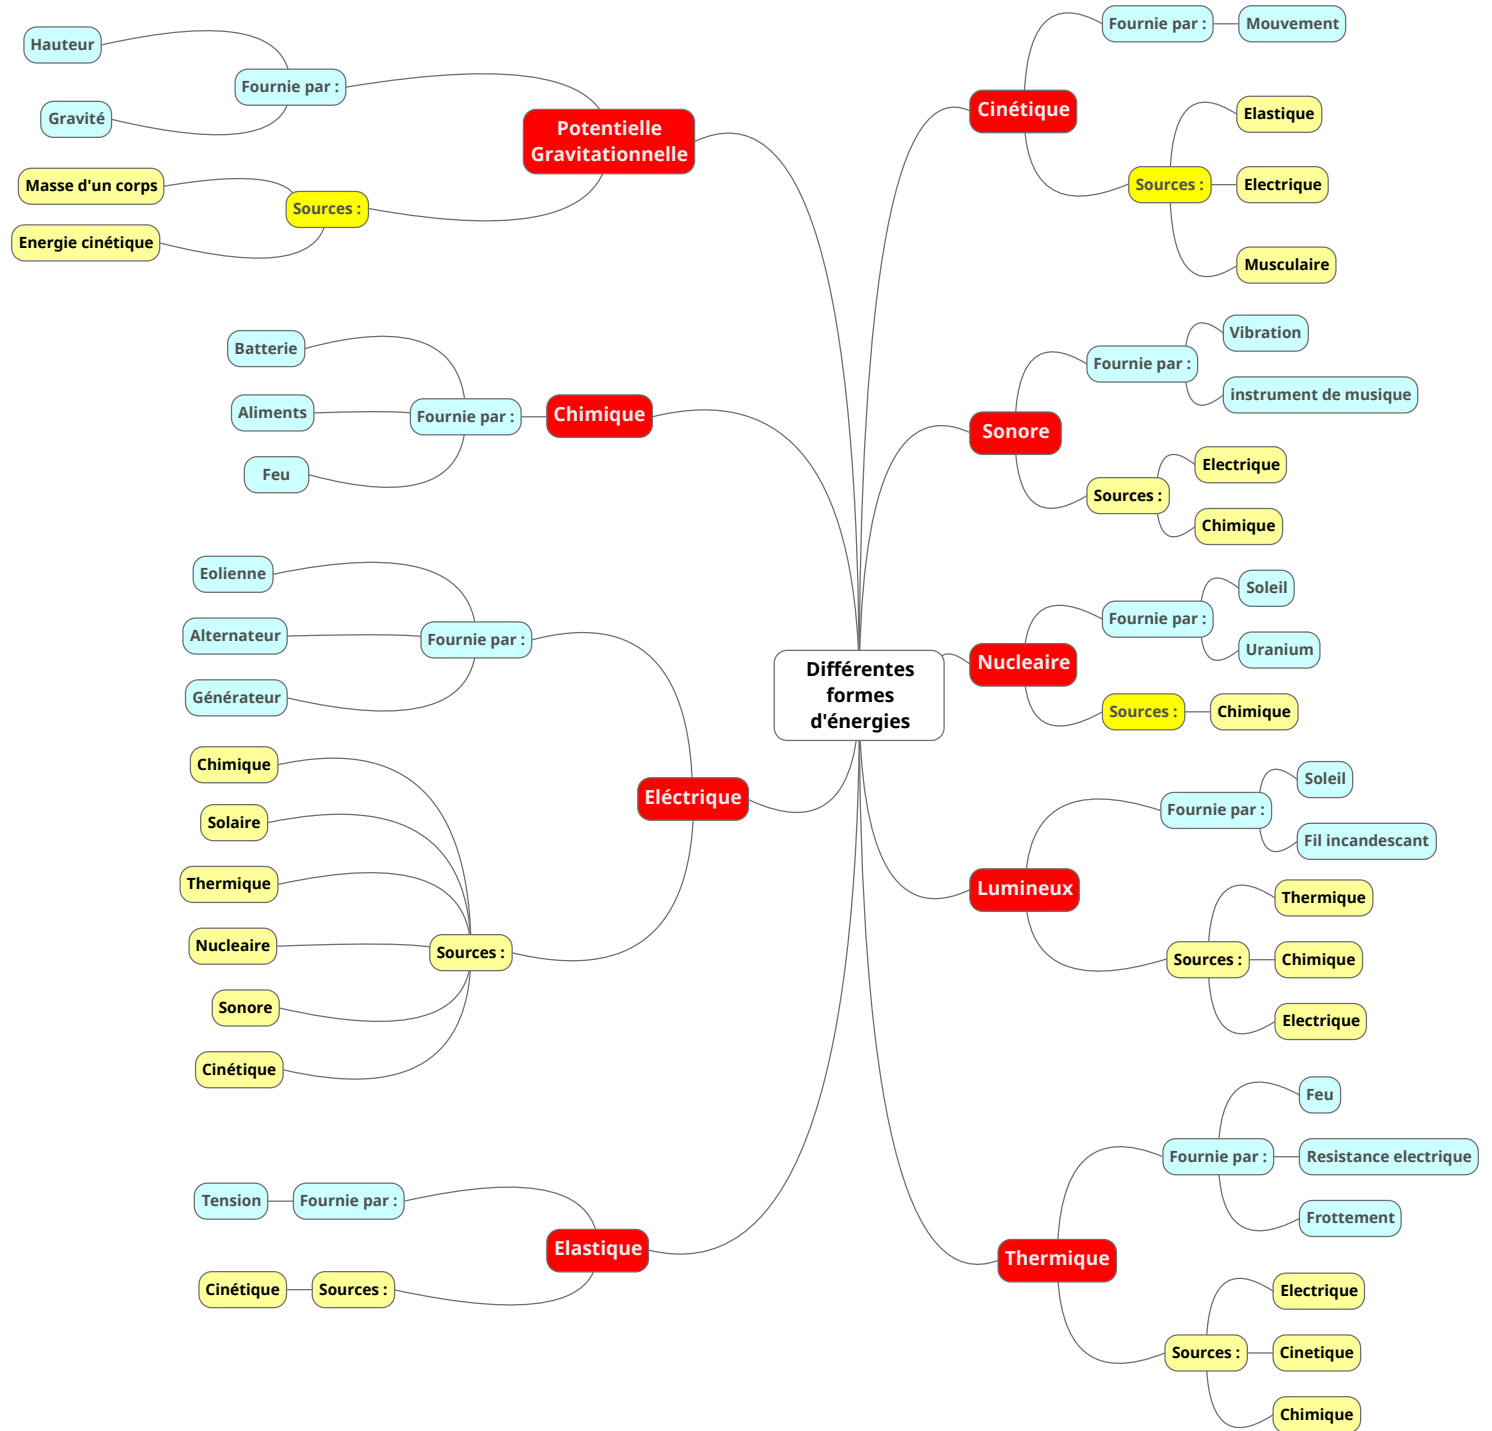 Différentes
formes
d'énergies
Potentielle
Gravitationnelle
Fournie par :
Hauteur
Gravité
Sources :
Masse d'un corps
Energie cinétique
Chimique
Fournie par :
Batterie
Aliments
Feu
Eléctrique
Fournie par :
Eolienne
Alternateur
Générateur
Sources :
Chimique
Solaire
Thermique
Nucleaire
Sonore
Cinétique
Elastique
Fournie par :
Tension
Sources :
Cinétique
Cinétique
Fournie par :
Mouvement
Sources :
Elastique
Electrique
Musculaire
Sonore
Fournie par :
Vibration
instrument de musique
Sources :
Electrique
Chimique
Nucleaire
Fournie par :
Soleil
Uranium
Sources :
Chimique
Lumineux
Fournie par :
Soleil
Fil incandescant
Sources :
Thermique
Chimique
Electrique
Thermique
Fournie par :
Feu
Resistance electrique
Frottement
Sources :
Electrique
Cinetique
Chimique